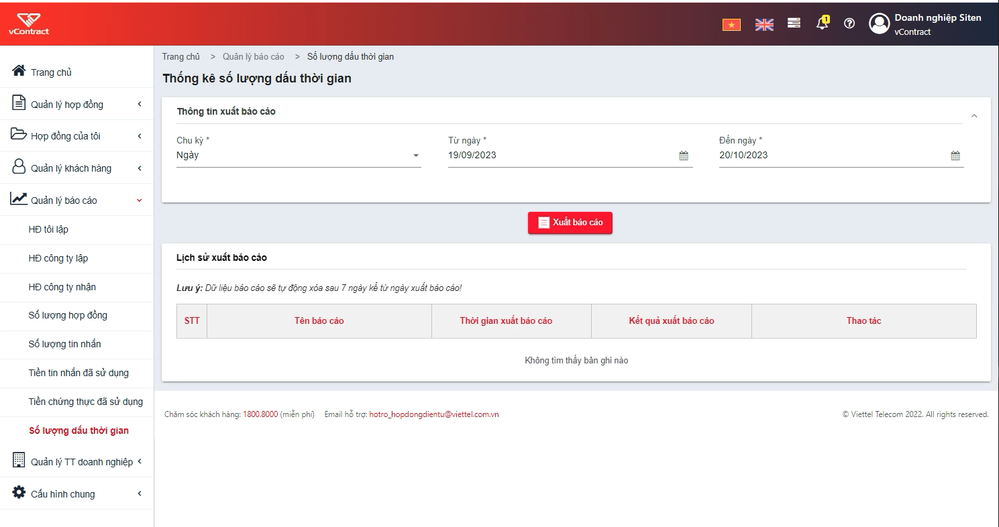 vContract
1
Doanh nghiệp Siten
vContract
Trang chủ
Quản lý hợp đồng
Hợp đồng của tôi
Quản lý khách hàng
Quản lý báo cáo
HĐ tôi lập
HĐ công ty lập
HĐ công ty nhận
Số lượng hợp đồng
Số lượng tin nhắn
Tiền tin nhắn đã sử dụng
Tiền chứng thực đã sử dụng
Số lượng dấu thời gian
Quản lý TT doanh nghiệp
Cấu hình chung
Trang chủ > Quản lý báo cáo > Số lượng dấu thời gian
Thống kê số lượng dấu thời gian
Thông tin xuất báo cáo
Chu kỳ * Từ ngày * Đến ngày *
Ngày 19/09/2023 20/10/2023
Xuất báo cáo
Lịch sử xuất báo cáo
Lưu ý: Dữ liệu báo cáo sẽ tự động xóa sau 7 ngày kể từ ngày xuất báo cáo!
STT Tên báo cáo Thời gian xuất báo cáo Kết quả xuất báo cáo Thao tác
Không tìm thấy bản ghi nào
Chăm sóc khách hàng: 1800.8000 (miễn phí) Email hỗ trợ: hotro_hopdongdientu@viettel.com.vn © Viettel Telecom 2022. All rights reserved.